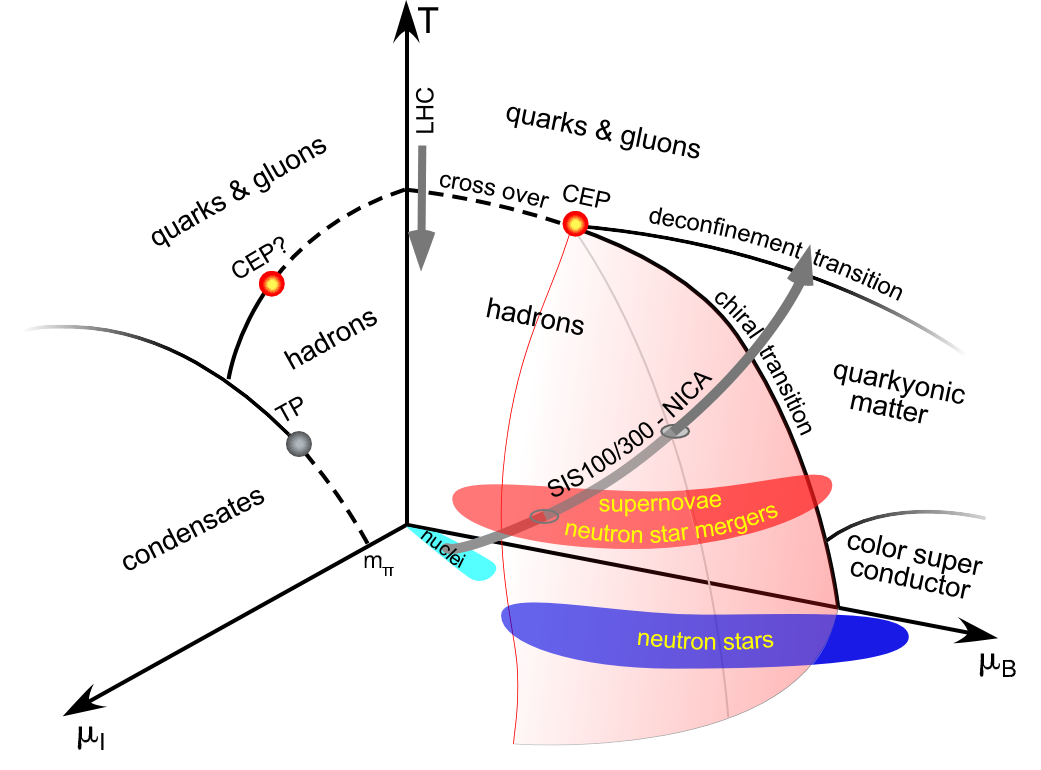 T
LHC
quarks & gluons
quarks & gluons
cross over
CEP
deconfinement transition
CEP?
hadrons
hadrons
chiral transition
quarkyonic
matter
TP
SIS100/300 - NICA
condensates
supernovae
neutron star mergers
nuclei
mπ
color super
conductor
neutron stars
μB
μI